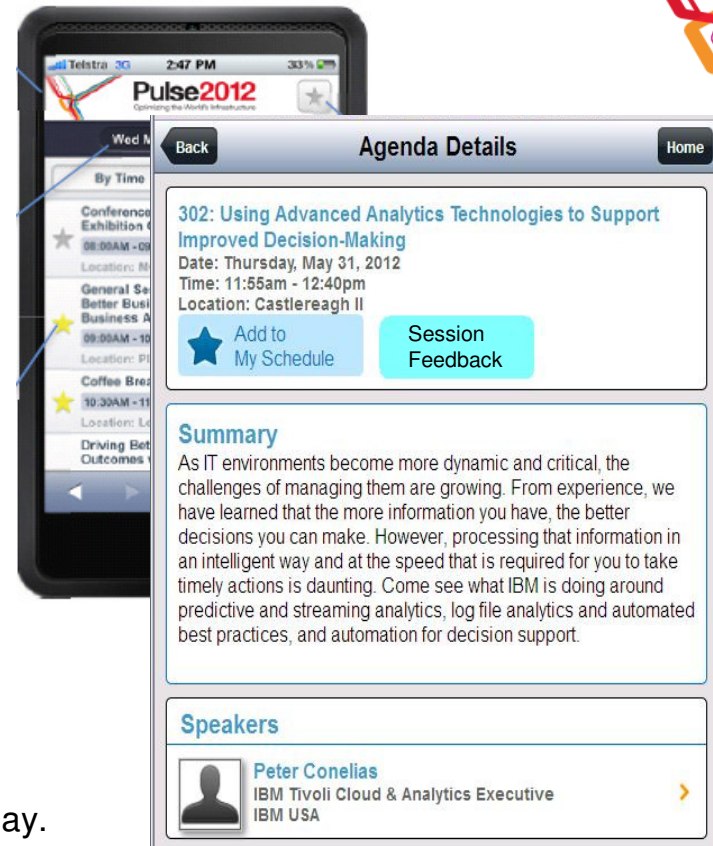 Telstra 3G 2:47 PM 33%
Pulse2012
Optimizing the World's Infrastructure
Wed M
By Time
Conference
Exhibition
08:00AM - 09
Location:
General Se
Better Busi
Business A
09:00AM - 10
Location: Pl
Coffee Brea
10:30AM - 11
Location: Le
Driving Bet
Outcomes
Back
Agenda Details
Home
302: Using Advanced Analytics Technologies to Support
Improved Decision-Making
Date: Thursday, May 31, 2012
Time: 11:55am - 12:40pm
Location: Castlereagh II
Add to
My Schedule
Session
Feedback
Summary
As IT environments become more dynamic and critical, the
challenges of managing them are growing. From experience, we
have learned that the more information you have, the better
decisions you can make. However, processing that information in
an intelligent way and at the speed that is required for you to take
timely actions is daunting. Come see what IBM is doing around
predictive and streaming analytics, log file analytics and automated
best practices, and automation for decision support.
Speakers
Peter Conelias
IBM Tivoli Cloud & Analytics Executive
IBM USA
ay.